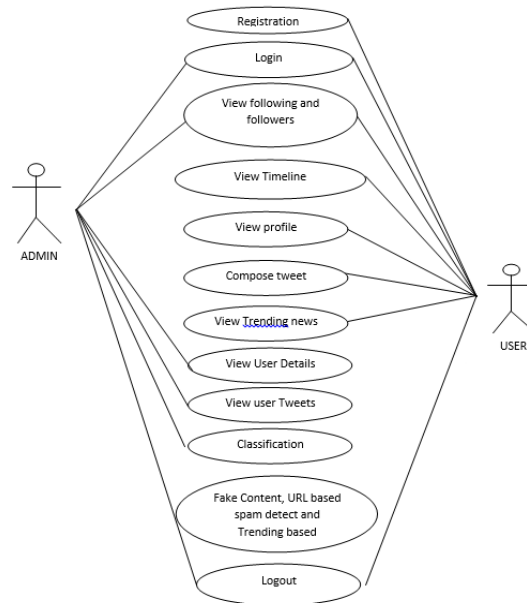 Registration
Login
View following and
followers
View Timeline
View profile
ADMIN
Compose tweet
View Trending news
USER
View User Details
View user Tweets
Classification
Fake Content, URL based
spam detect and
Trending based
Logout